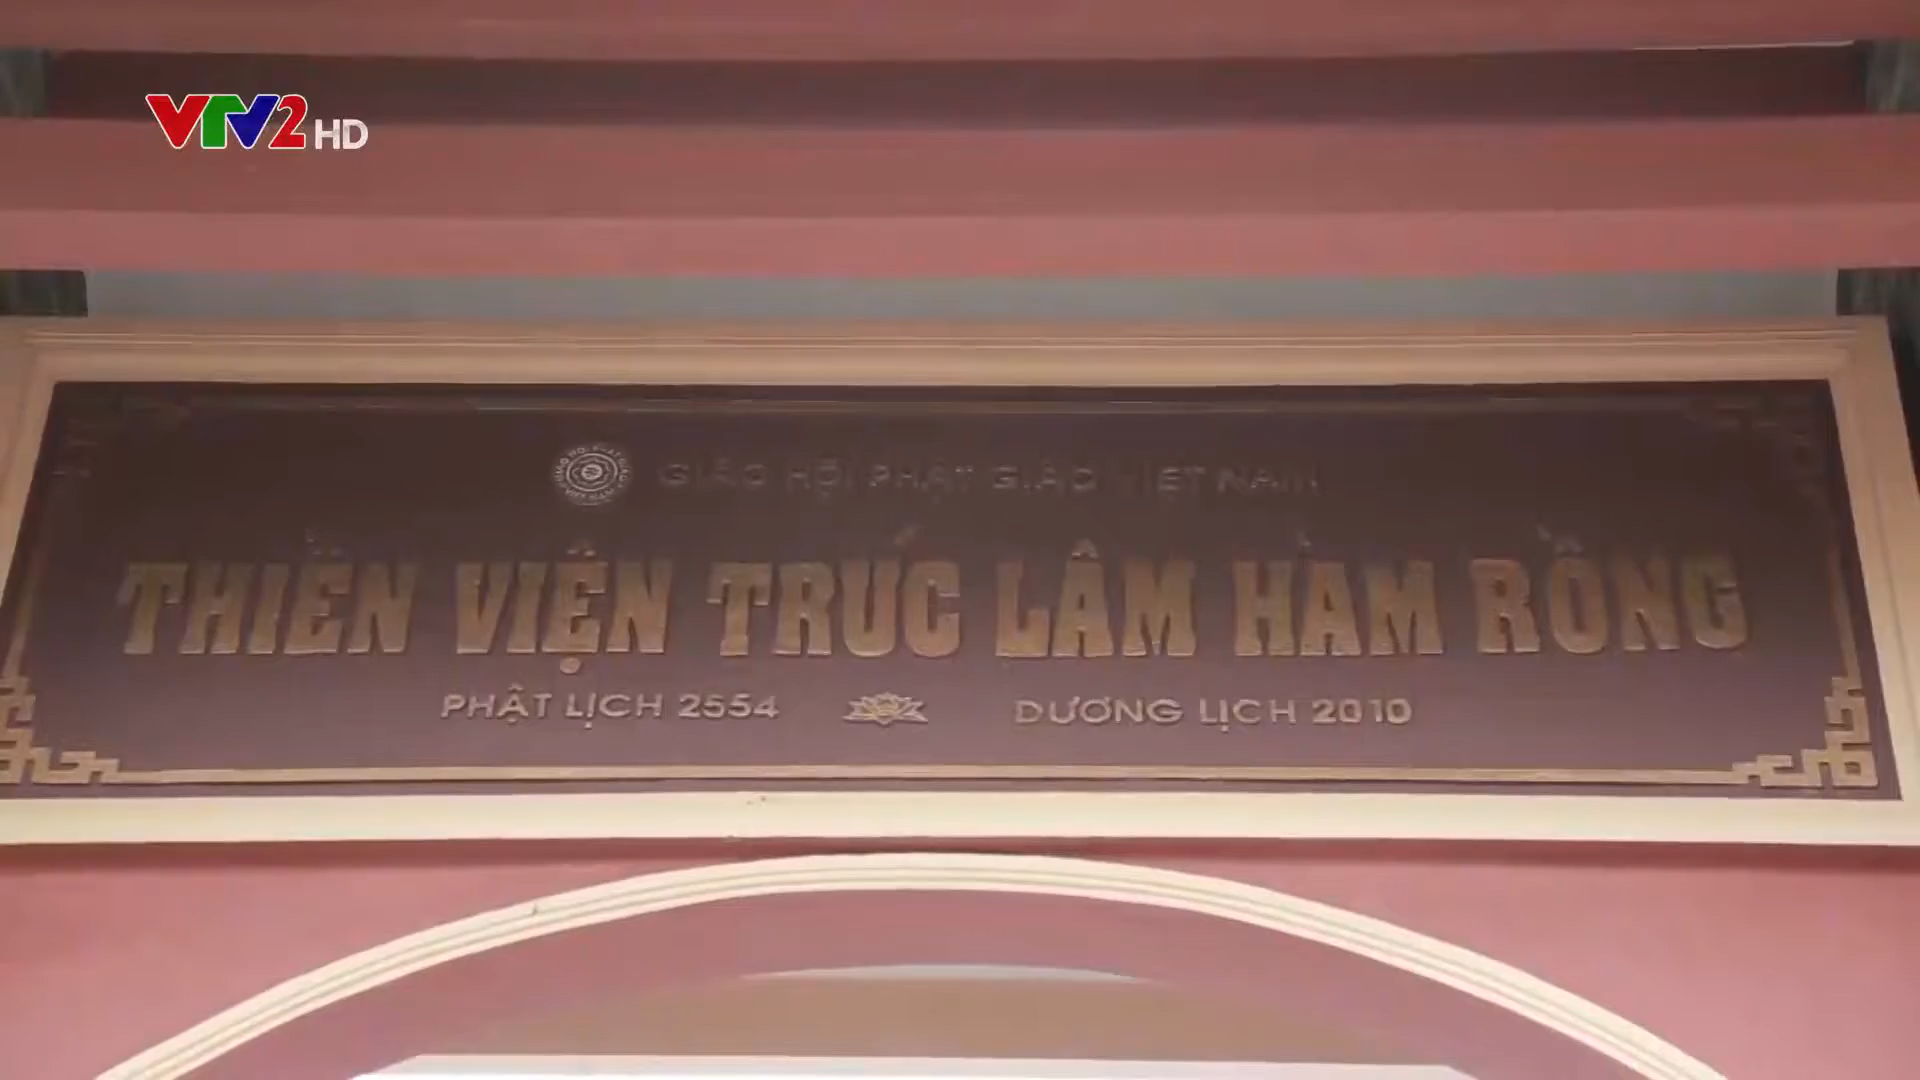 VTV2 HD
GIÁO HỘI PHẬT GIÁO VIỆT NAM
THIỀN VIỆN TRÚC LÂM HÀM RỒNG
PHẬT LỊCH 2554
DƯƠNG LỊCH 2010